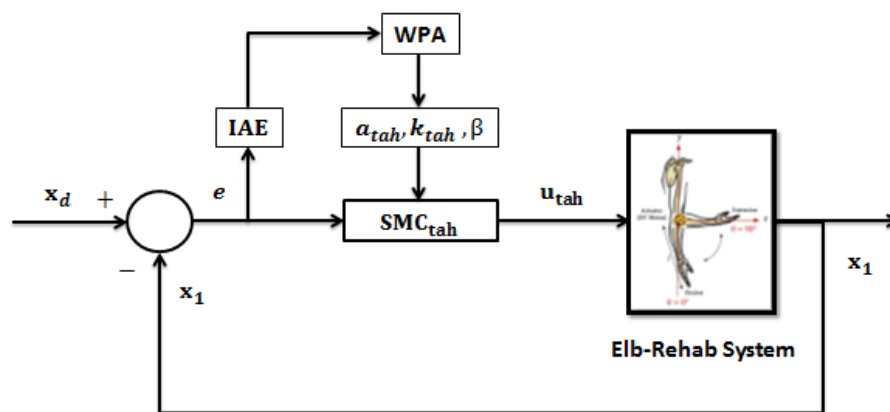 WPA
IAE
a_tah, k_tah, β
x_d
+
e
SMC_tah
u_tah
x_1
−
x_1
Elb-Rehab System